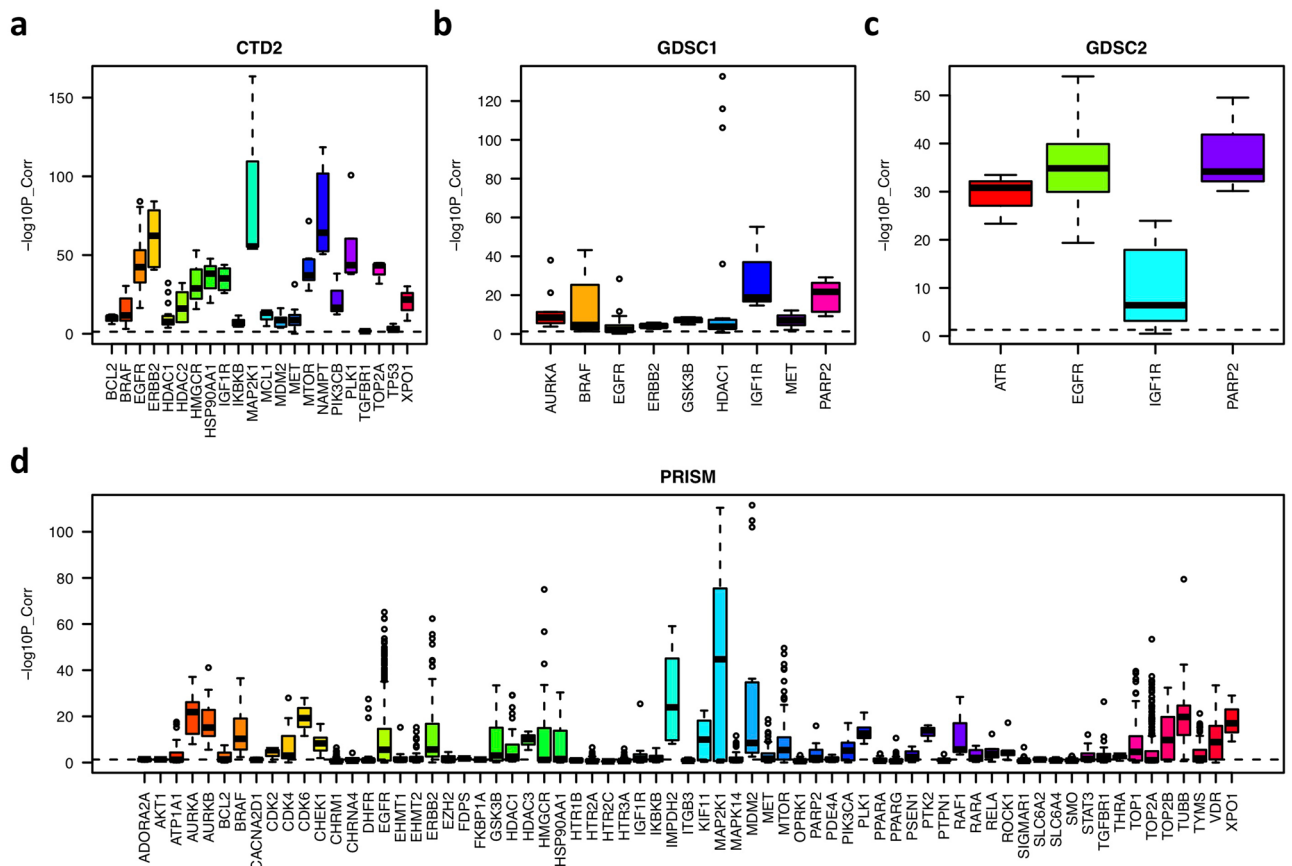 a
CTD2
−log10P_Corr
150
100
50
0
BCL2
BRAF
EGFR
ERBB2
HDAC1
HDAC2
HMGCR
HSP90AA1
IGF1R
IKBKB
MAP2K1
MCL1
MDM2
MET
MTOR
NAMPT
PIK3CB
PLK1
TGFBR1
TOP2A
TP53
XPO1
b
GDSC1
−log10P_Corr
120
100
80
60
40
20
0
AURKA
BRAF
EGFR
ERBB2
GSK3B
HDAC1
IGF1R
MET
PARP2
c
GDSC2
−log10P_Corr
50
40
30
20
10
0
ATR
EGFR
IGF1R
PARP2
d
PRISM
−log10P_Corr
100
80
60
40
20
0
ADORA2A
AKT1
ATP1A1
AURKA
AURKB
BCL2
BRAF
CACNA2D1
CDK2
CDK4
CDK6
CHEK1
CHRM1
CHRNA4
DHFR
EGFR
EHMT1
EHMT2
ERBB2
EZH2
FDPS
FKBP1A
GSK3B
HDAC1
HDAC3
HMGCR
HSP90AA1
HTR1B
HTR2A
HTR2C
HTR3A
IGF1R
IKBKB
IMPDH2
ITGB3
KIF11
MAP2K1
MAPK14
MDM2
MET
MTOR
OPRK1
PARP2
PDE4A
PIK3CA
PLK1
PPARA
PPARG
PSEN1
PTK2
PTPN1
RAF1
RARA
RELA
ROCK1
SIGMAR1
SLC6A2
SLC6A4
SMO
STAT3
TGFBR1
THRA
TOP1
TOP2A
TOP2B
TUBB
TYMS
VDR
XPO1